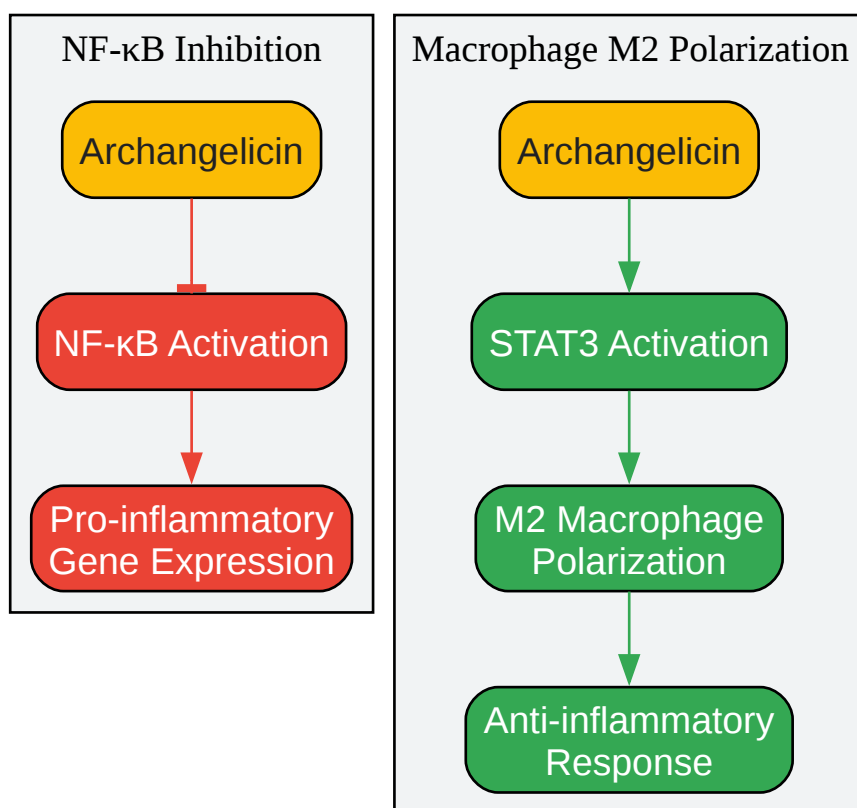 NF-κB Inhibition
Archangelicin
NF-κB Activation
Pro-inflammatory
Gene Expression
Macrophage M2 Polarization
Archangelicin
STAT3 Activation
M2 Macrophage
Polarization
Anti-inflammatory
Response